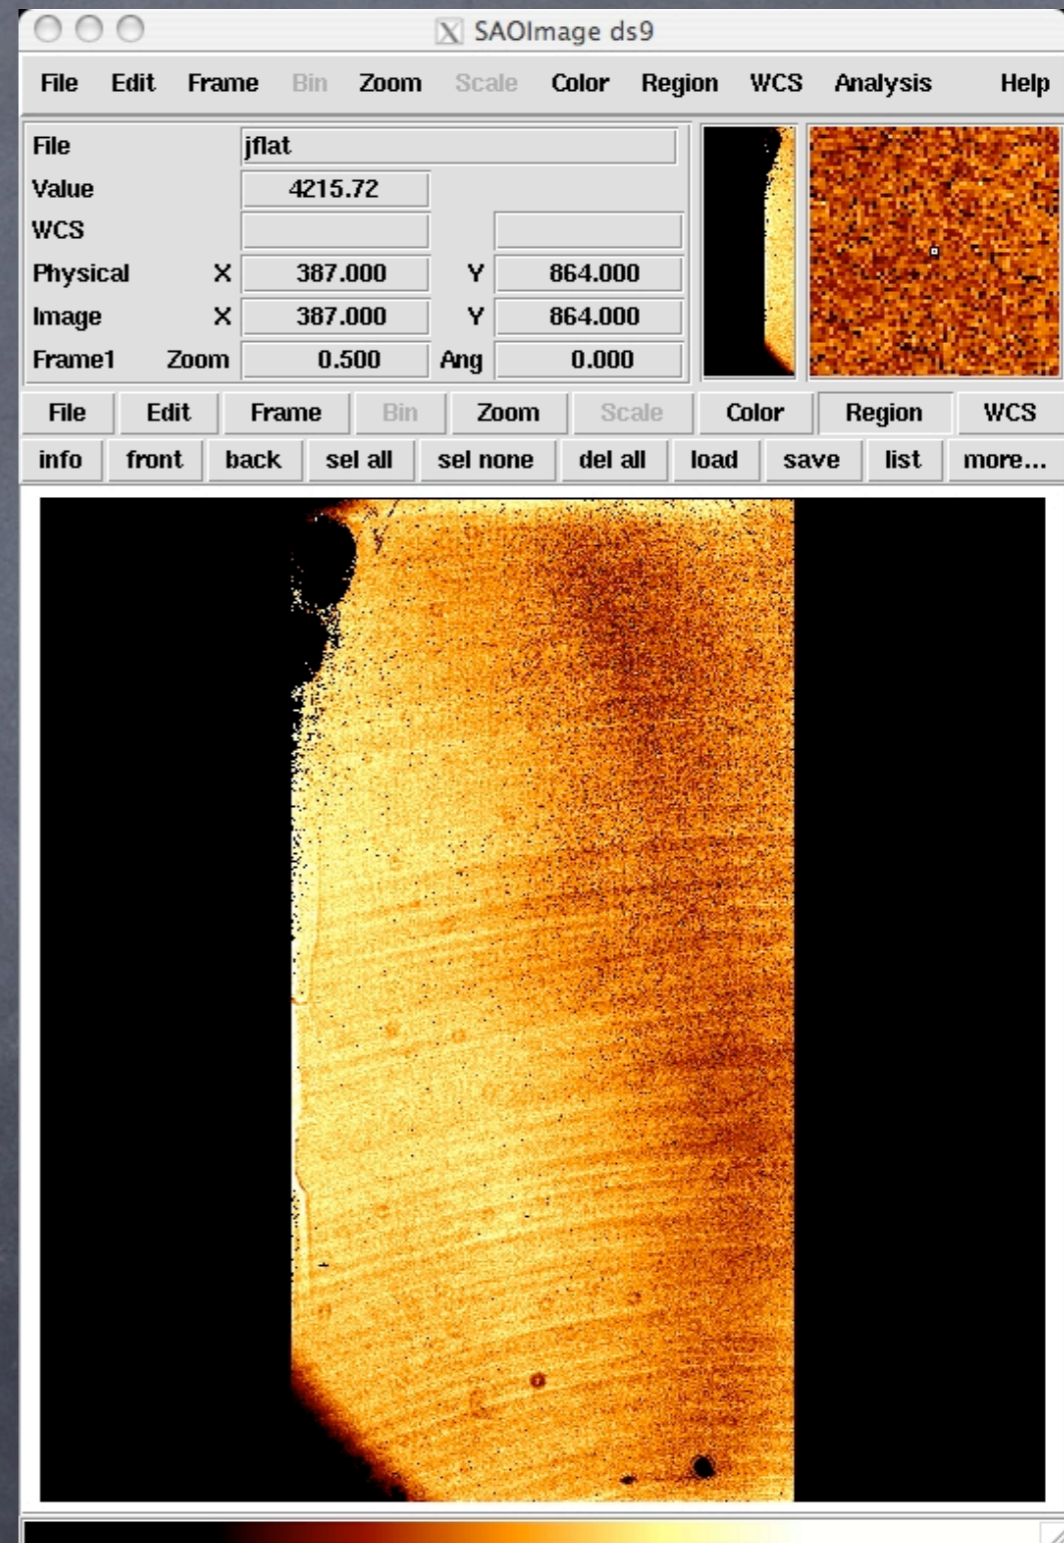 SAOImage ds9
File Edit Frame Bin Zoom Scale Color Region WCS Analysis Help
File jflat
Value 4215.72
WCS
Physical X 387.000 Y 864.000
Image X 387.000 Y 864.000
Frame1 Zoom 0.500 Ang 0.000
File Edit Frame Bin Zoom Scale Color Region WCS
info front back sel all sel none del all load save list more...